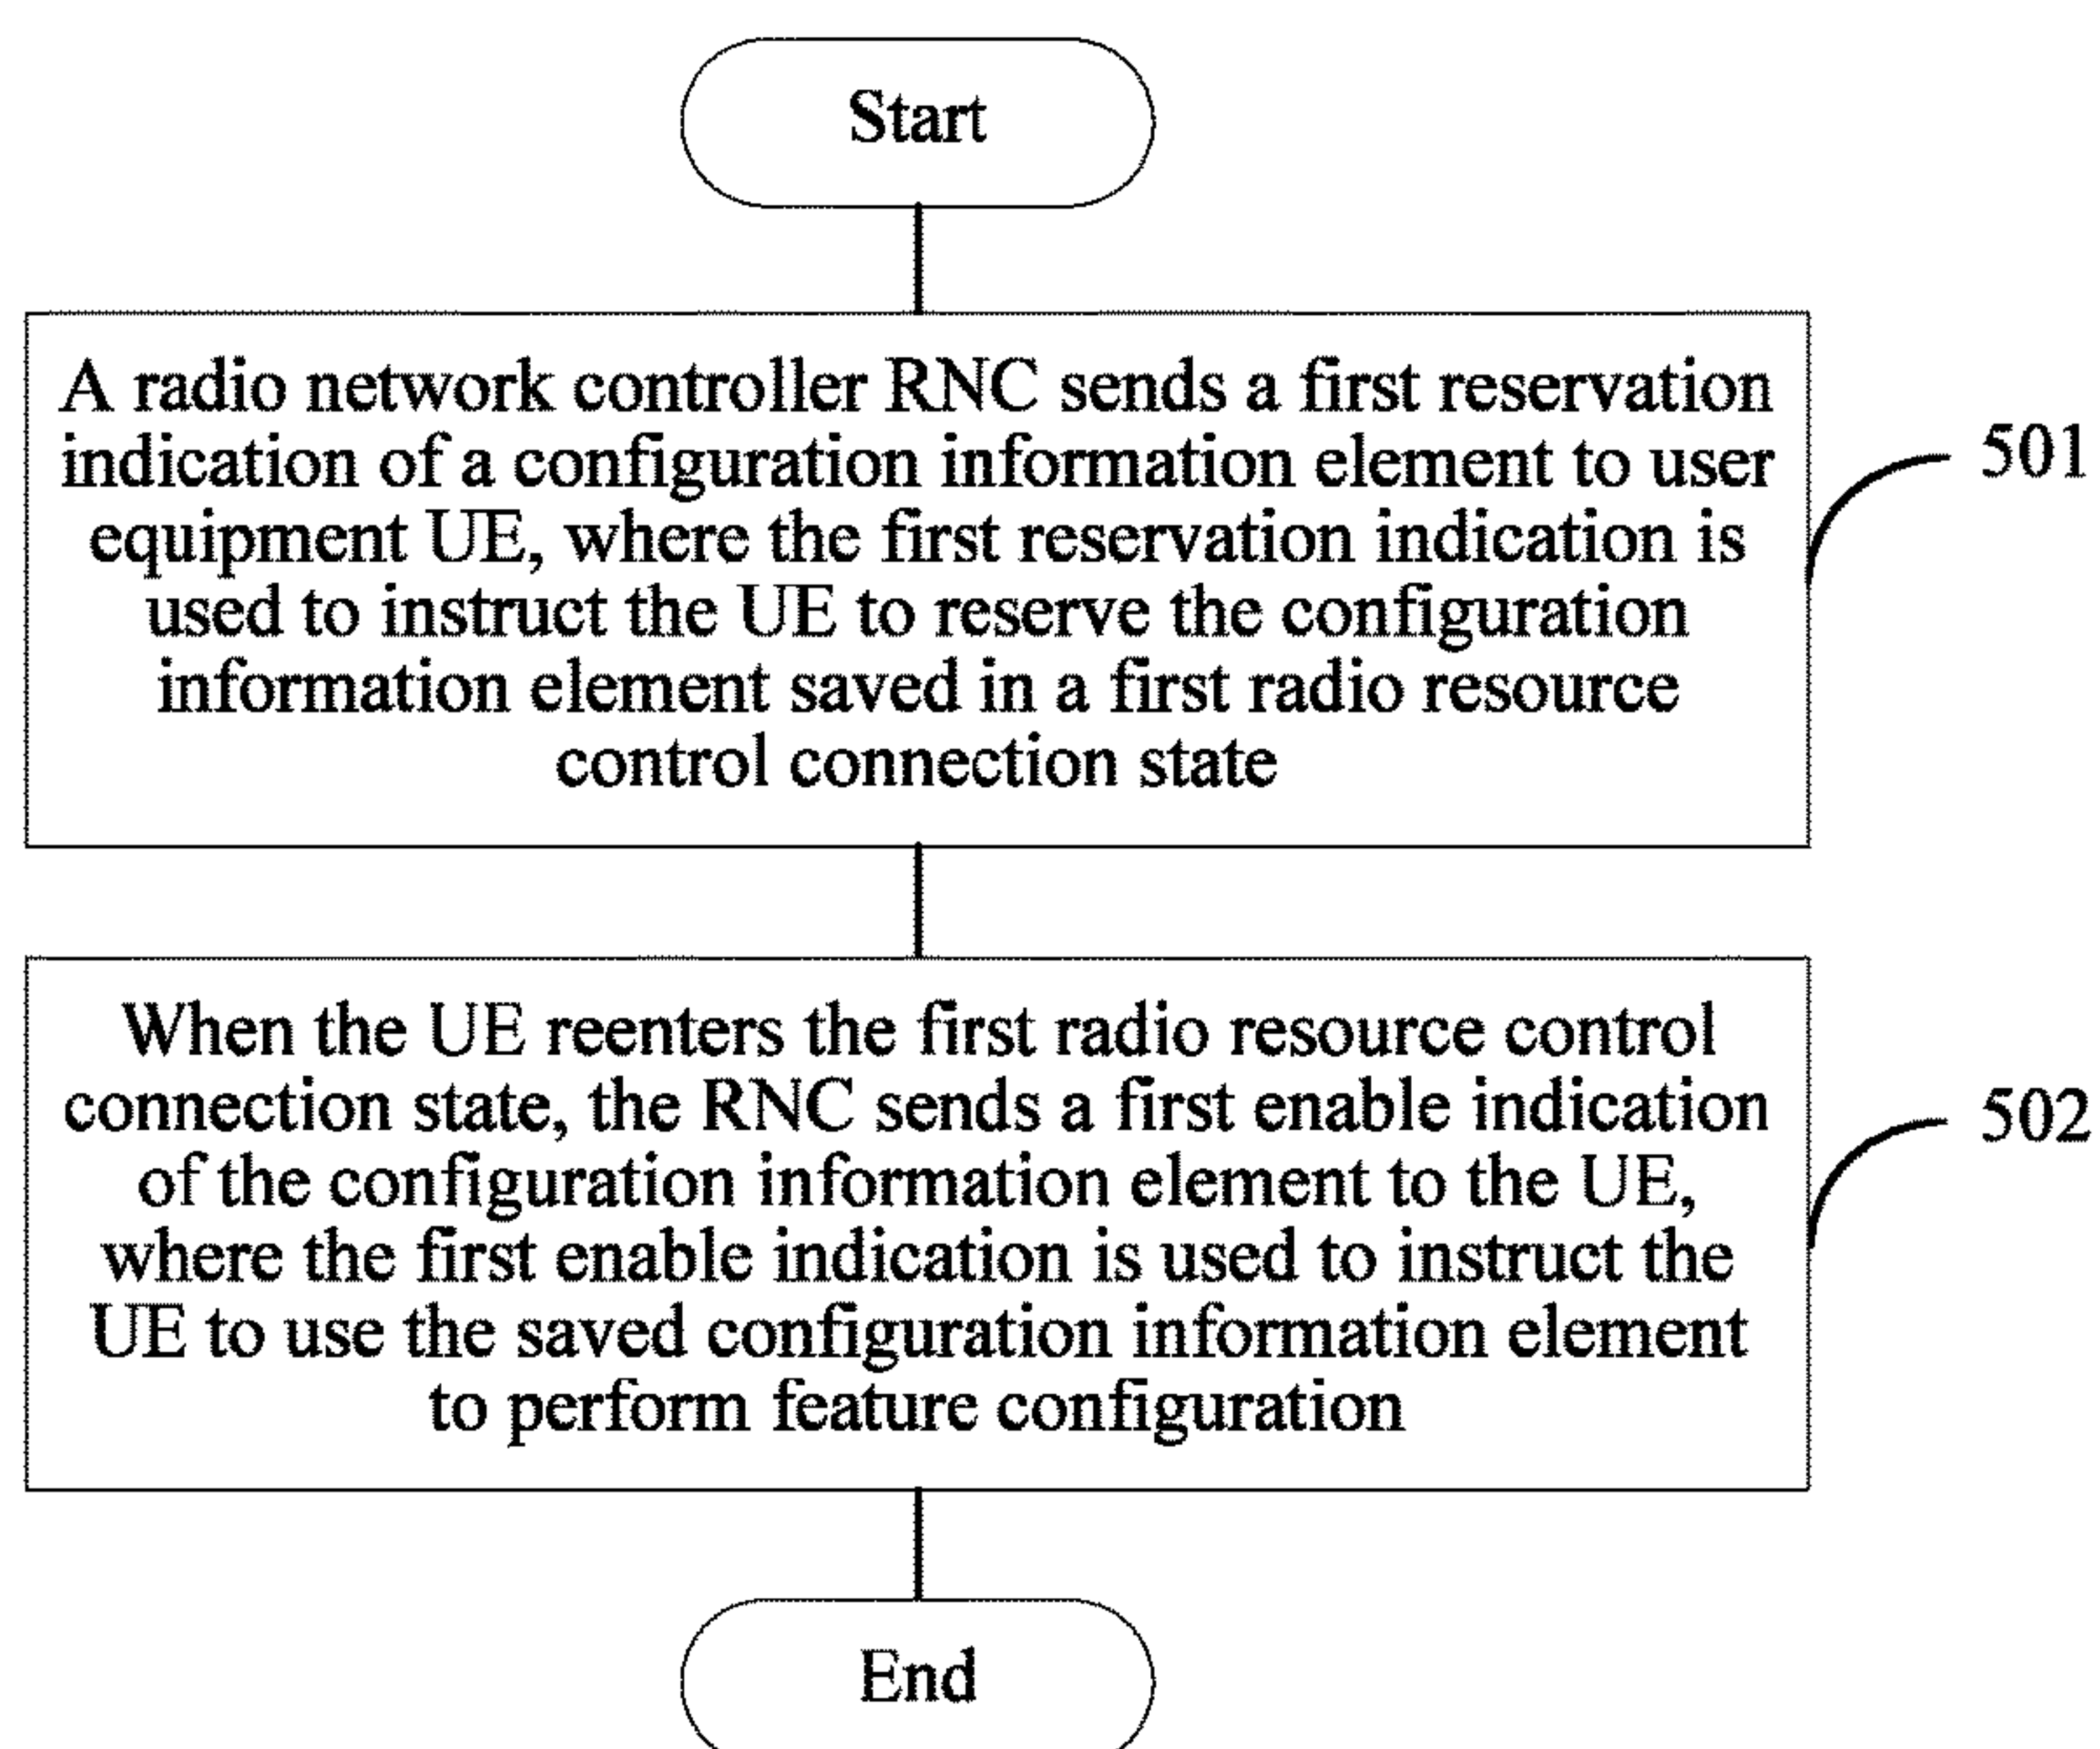 Start
A radio network controller RNC sends a first reservation
indication of a configuration information element to user
equipment UE, where the first reservation indication is
used to instruct the UE to reserve the configuration
information element saved in a first radio resource
control connection state
501
When the UE reenters the first radio resource control
connection state, the RNC sends a first enable indication
of the configuration information element to the UE,
where the first enable indication is used to instruct the
UE to use the saved configuration information element
to perform feature configuration
502
End